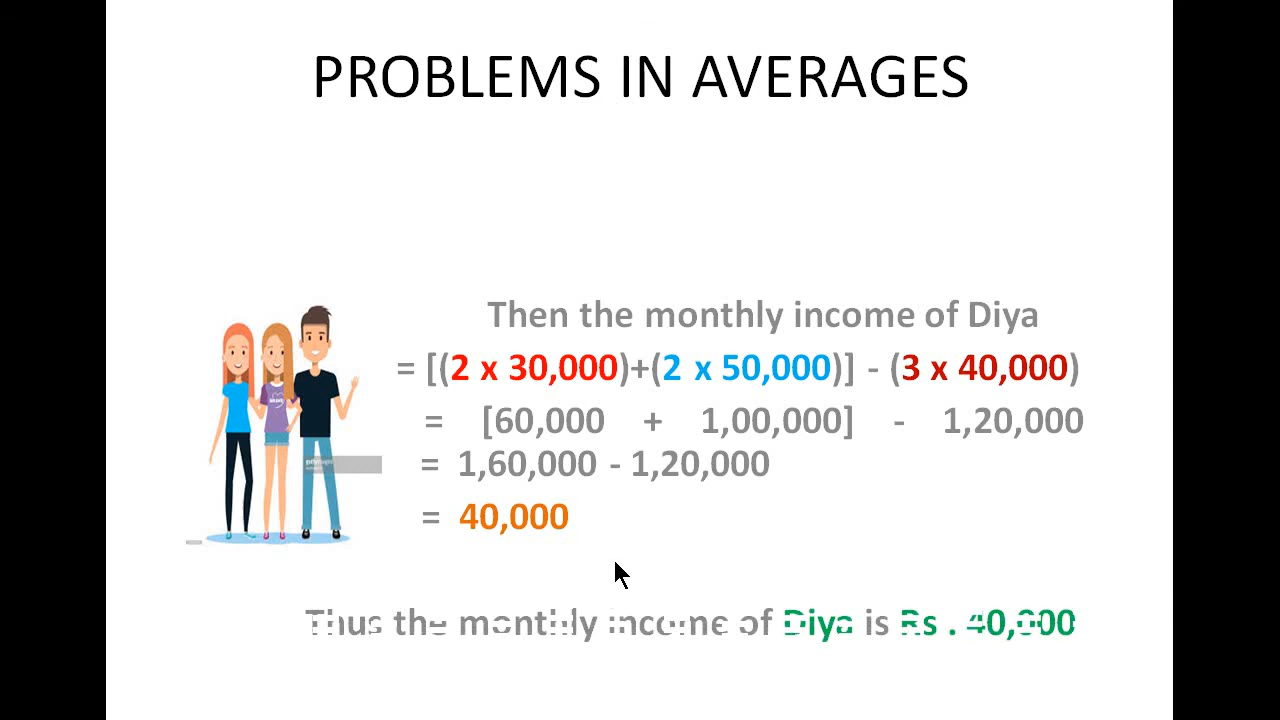 PROBLEMS IN AVERAGES
Then the monthly income of Diya
= [(2 x 30,000)+(2 x 50,000)] - (3 x 40,000)
= [60,000 + 1,00,000] - 1,20,000
= 1,60,000 - 1,20,000
= 40,000
Thus the monthly income of Diya is Rs . 40,000